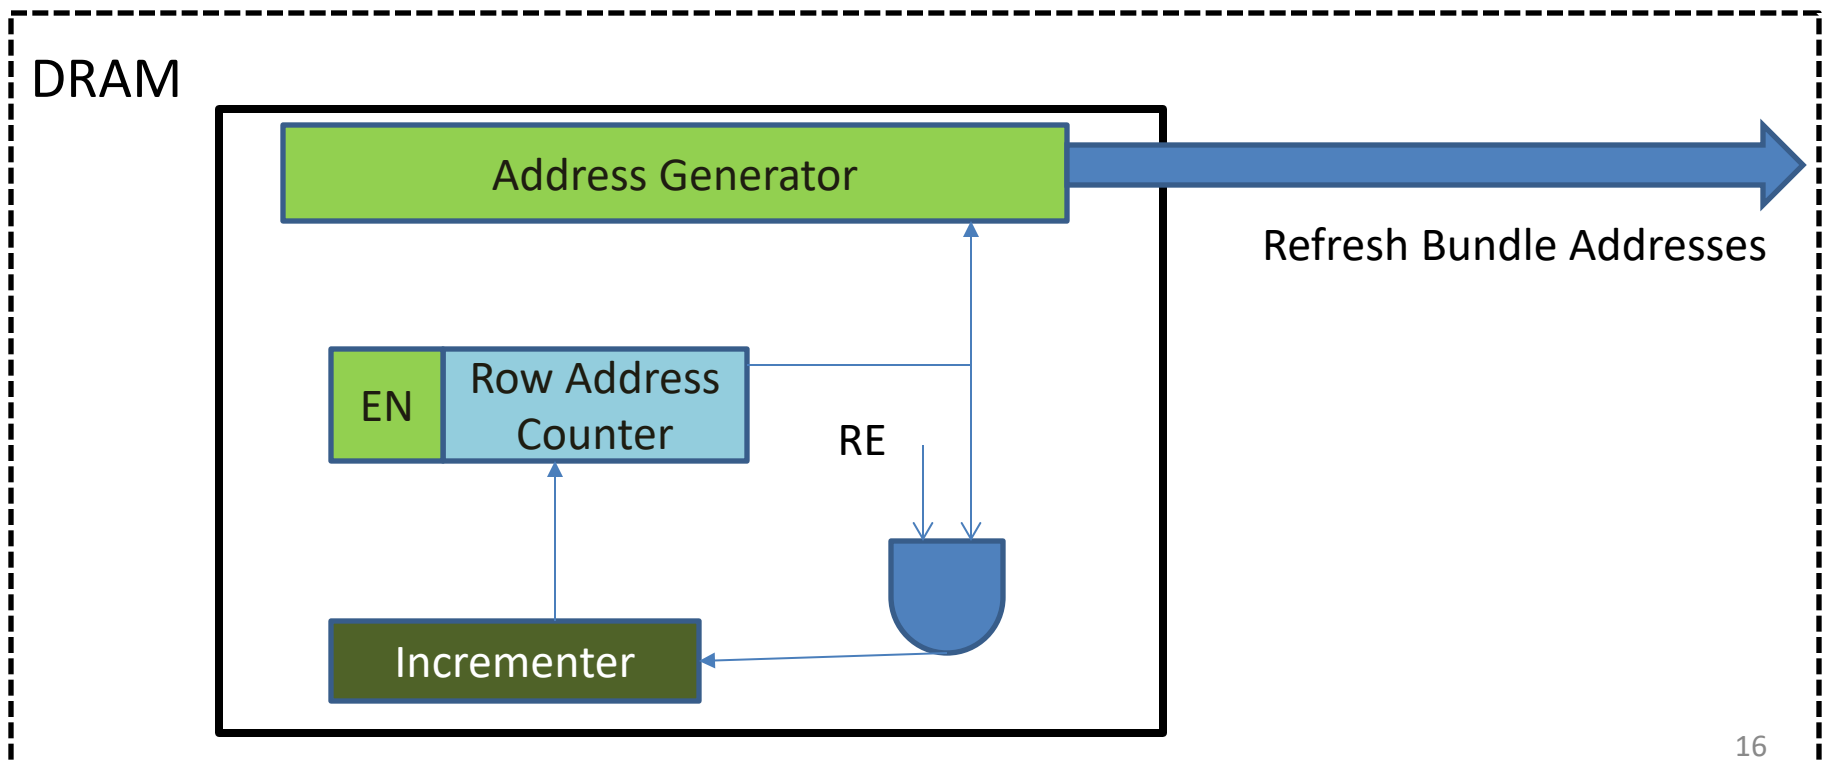 DRAM
Address Generator
Refresh Bundle Addresses
EN
Row Address
Counter
RE
Incrementer
16